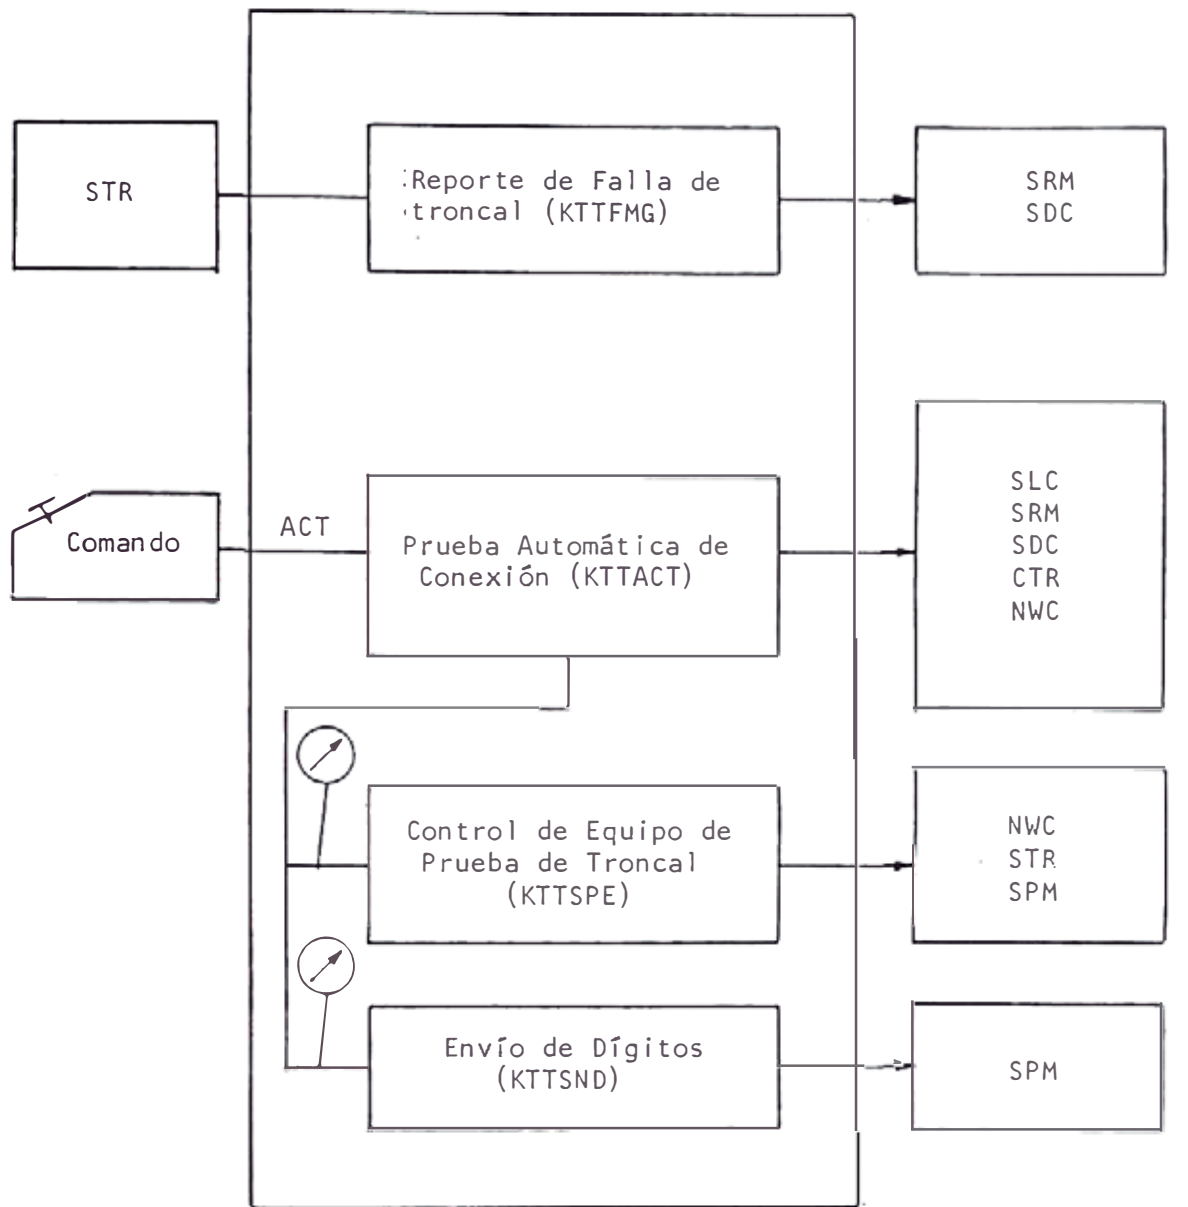 STR
Reporte de Falla de
troncal (KTTFMG)
SRM
SDC
Comando
ACT
Prueba Automática de
Conexión (KTTACT)
SLC
SRM
SDC
CTR
NWC
Control de Equipo de
Prueba de Troncal
(KTTSPE)
NWC
STR
SPM
Envío de Dígitos
(KTTSND)
SPM